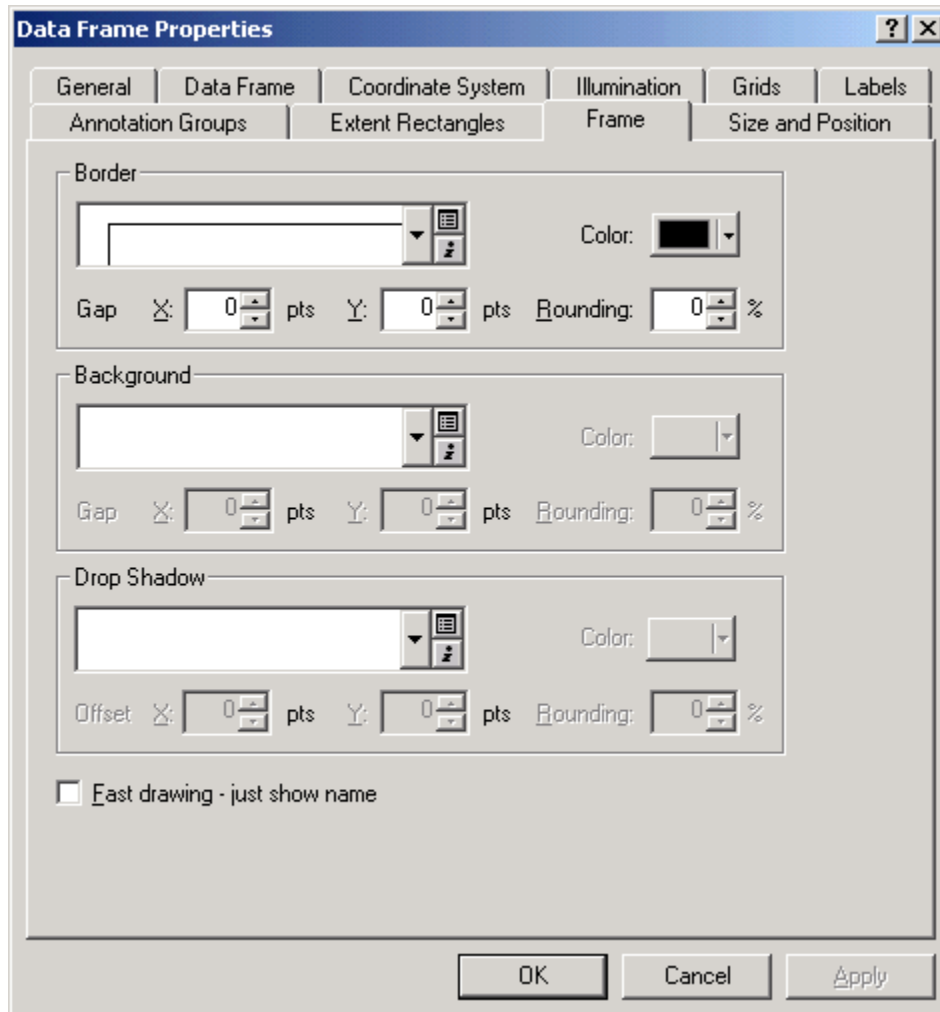 Data Frame Properties
General Data Frame Coordinate System Illumination Grids Labels
Annotation Groups Extent Rectangles Frame Size and Position
Border
Color:
Gap X: 0 pts Y: 0 pts Rounding: 0 %
Background
Color:
Gap X: 0 pts Y: 0 pts Rounding: 0 %
Drop Shadow
Color:
Offset X: 0 pts Y: 0 pts Rounding: 0 %
Fast drawing - just show name
OK Cancel Apply